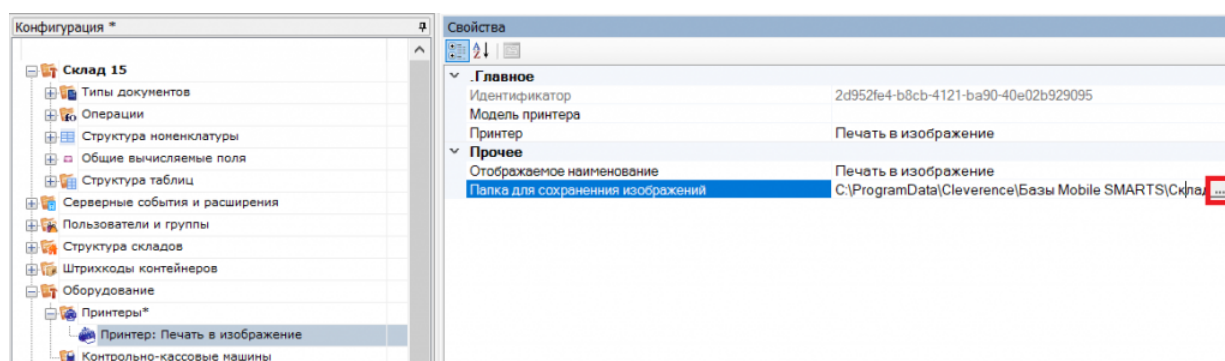 Конфигурация *
Склад 15
Типы документов
Операции
Структура номенклатуры
Общие вычисляемые поля
Структура таблиц
Серверные события и расширения
Пользователи и группы
Структура складов
Штрихкоды контейнеров
Оборудование
Принтеры*
Принтер: Печать в изображение
Контрольно-кассовые машины
Свойства
.Главное
Идентификатор 2d952fe4-b8cb-4121-ba90-40e02b929095
Модель принтера
Принтер Печать в изображение
Прочее
Отображаемое наименование Печать в изображение
Папка для сохраненния изображений C:\ProgramData\Cleverence\Базы Mobile SMARTS\Склад ...